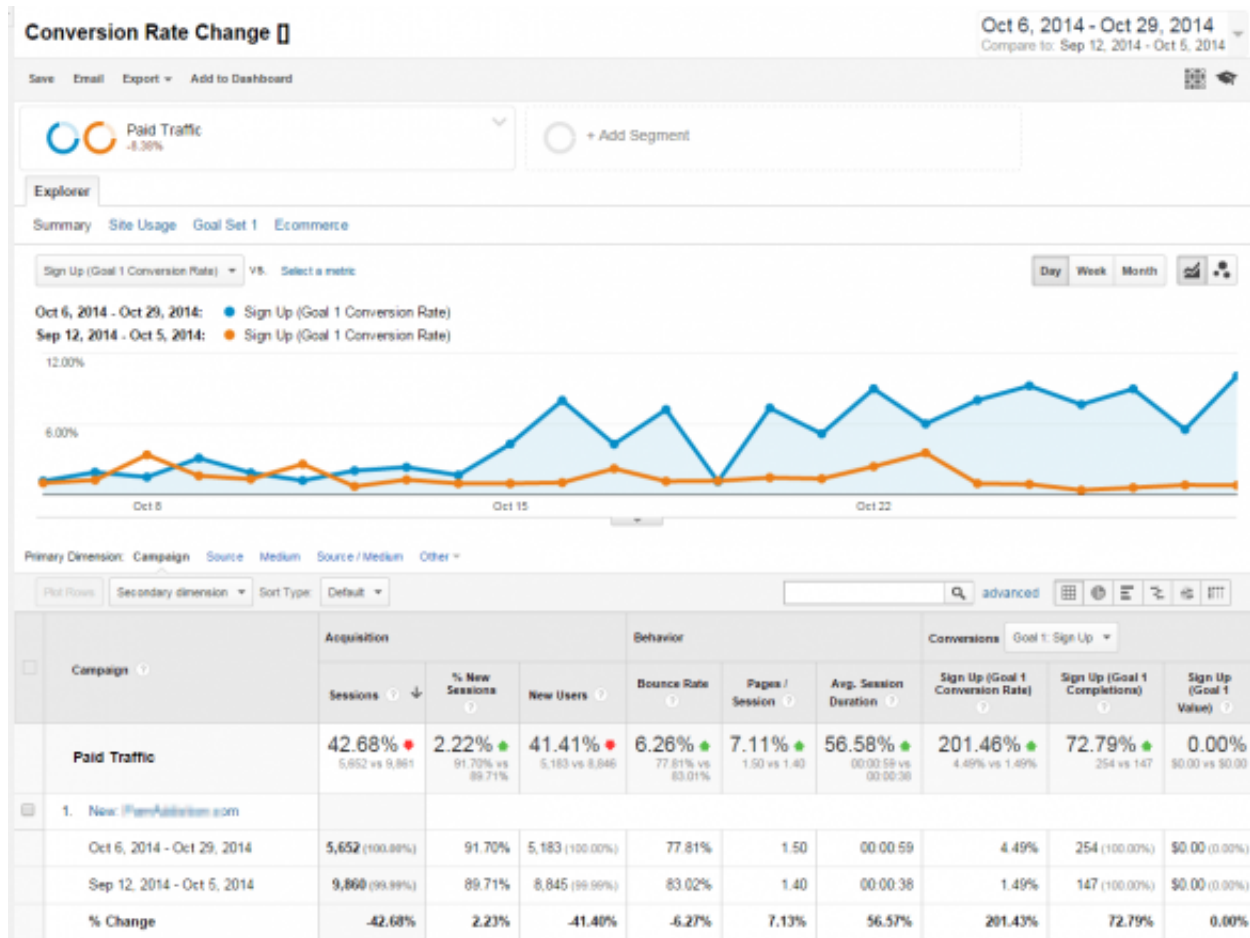 Conversion Rate Change []
Oct 6, 2014 - Oct 29, 2014
Compare to: Sep 12, 2014 - Oct 5, 2014
Save Email Export Add to Dashboard
Paid Traffic
-8.38%
+ Add Segment
Explorer
Summary Site Usage Goal Set 1 Ecommerce
Sign Up (Goal 1 Conversion Rate) VS. Select a metric
Day Week Month
Oct 6, 2014 - Oct 29, 2014: Sign Up (Goal 1 Conversion Rate)
Sep 12, 2014 - Oct 5, 2014: Sign Up (Goal 1 Conversion Rate)
12.00%
6.00%
Oct 8 Oct 15 Oct 22
Primary Dimension: Campaign Source Medium Source / Medium Other
Plot Rows Secondary dimension Sort Type: Default advanced
Acquisition Behavior Conversions Goal 1: Sign Up
Campaign ? Sessions ? % New Sessions ? New Users ? Bounce Rate ? Pages / Session ? Avg. Session Duration ? Sign Up (Goal 1 Conversion Rate) ? Sign Up (Goal 1 Completions) ? Sign Up (Goal 1 Value) ?
Paid Traffic 42.68% 2.22% 41.41% 6.26% 7.11% 56.58% 201.46% 72.79% 0.00%
5,652 vs 9,861 91.70% vs 89.71% 5,183 vs 8,846 77.81% vs 83.01% 1.50 vs 1.40 00:00:59 vs 00:00:38 4.49% vs 1.49% 254 vs 147 $0.00 vs $0.00
1. New:
Oct 6, 2014 - Oct 29, 2014 5,652 (100.00%) 91.70% 5,183 (100.00%) 77.81% 1.50 00:00:59 4.49% 254 (100.00%) $0.00 (0.00%)
Sep 12, 2014 - Oct 5, 2014 9,860 (99.99%) 89.71% 8,845 (99.99%) 83.02% 1.40 00:00:38 1.49% 147 (100.00%) $0.00 (0.00%)
% Change -42.68% 2.23% -41.40% -6.27% 7.13% 56.57% 201.43% 72.79% 0.00%